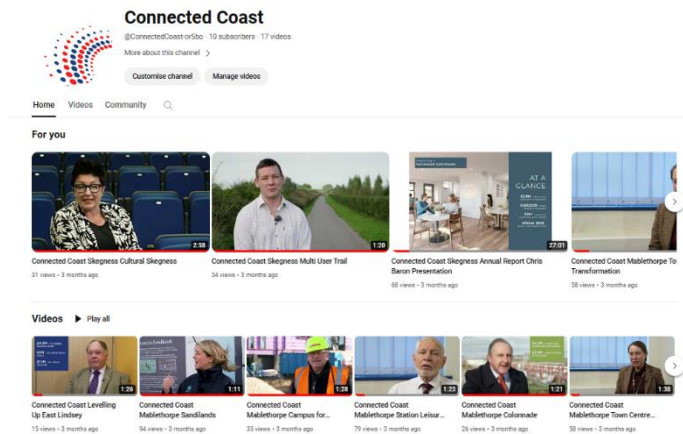 Connected Coast
@ConnectedCoast-or5bo · 10 subscribers · 17 videos
More about this channel >
Customise channel Manage videos
Home Videos Community
For you
AT A
GLANCE
2:58 1:20 27:01
Connected Coast Skegness Cultural Skegness
31 views • 3 months ago
Connected Coast Skegness Multi User Trail
34 views • 3 months ago
Connected Coast Skegness Annual Report Chris
Baron Presentation
60 views • 3 months ago
Connected Coast Mablethorpe To
Transformation
58 views • 3 months ago
Videos Play all
1:26 1:11 1:28 1:23 1:21 1:38
Connected Coast Levelling
Up East Lindsey
15 views • 3 months ago
Connected Coast
Mablethorpe Sandilands
94 views • 3 months ago
Connected Coast
Mablethorpe Campus for...
35 views • 3 months ago
Connected Coast
Mablethorpe Station Leisur...
79 views • 3 months ago
Connected Coast
Mablethorpe Colonnade
26 views • 3 months ago
Connected Coast
Mablethorpe Town Centre...
50 views • 3 months ago